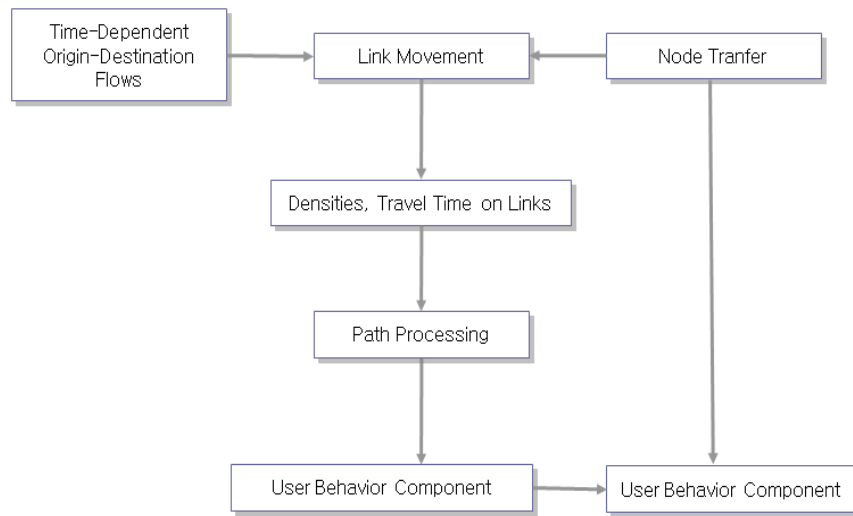 Time-Dependent
Origin-Destination
Flows
Link Movement
Node Tranfer
Densities, Travel Time on Links
Path Processing
User Behavior Component
User Behavior Component